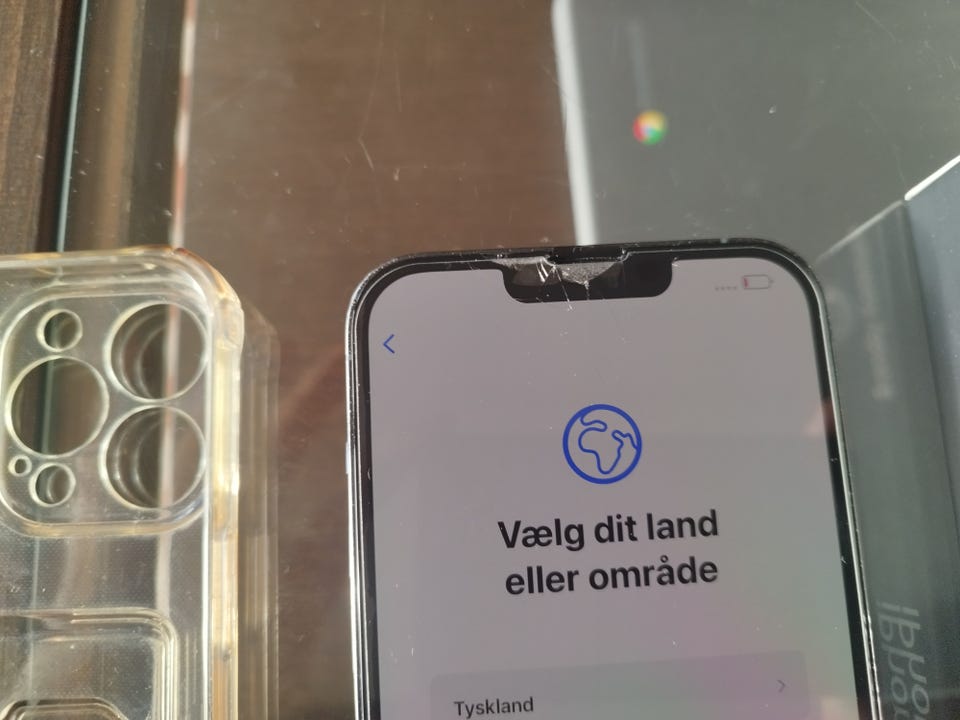 Vælg dit land
eller område
Tyskland